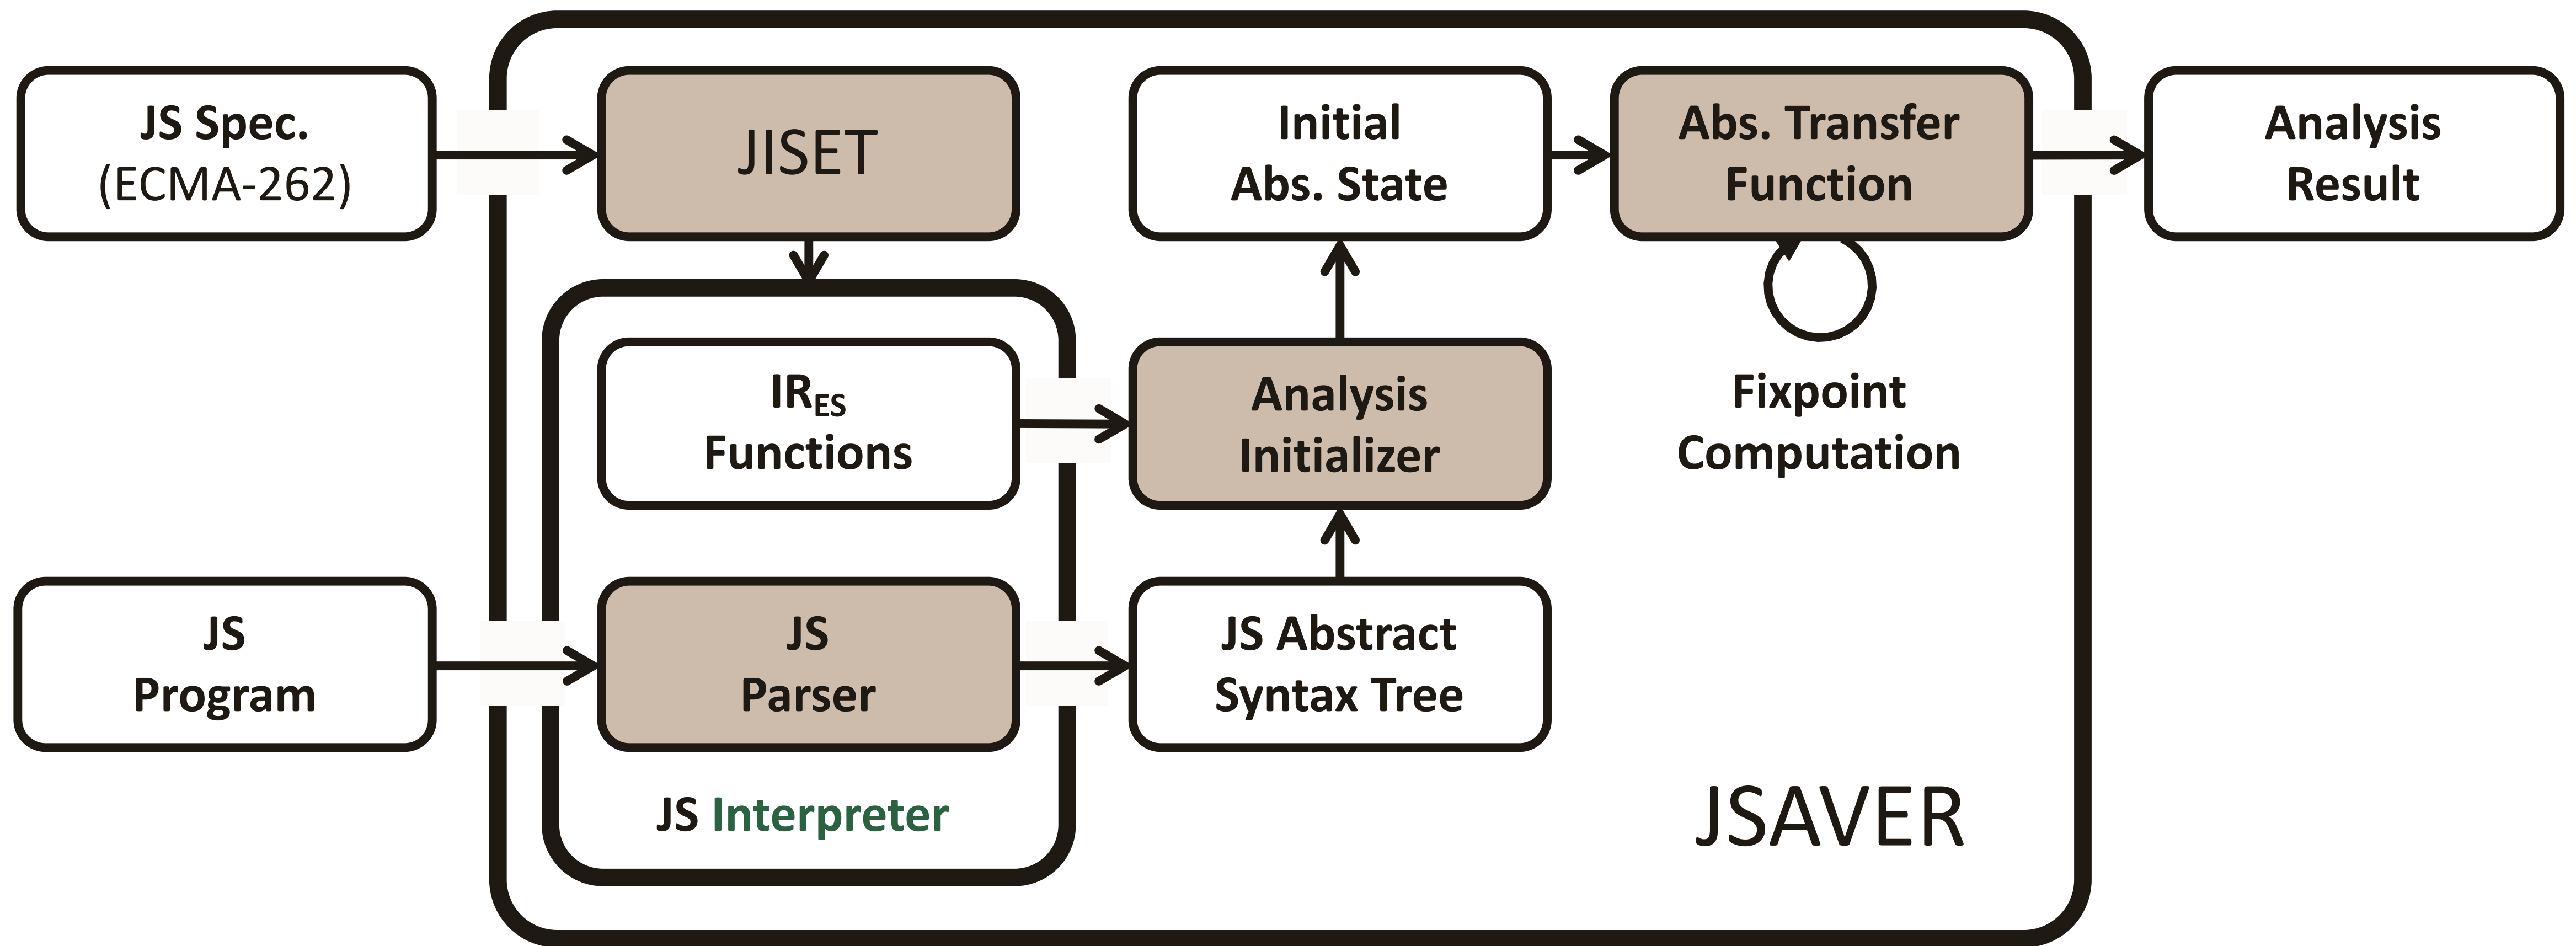 JS Spec.
(ECMA-262)
JISET
Initial
Abs. State
Abs. Transfer
Function
Analysis
Result
IRES
Functions
Analysis
Initializer
Fixpoint
Computation
JS
Program
JS
Parser
JS Abstract
Syntax Tree
JS Interpreter
JSAVER